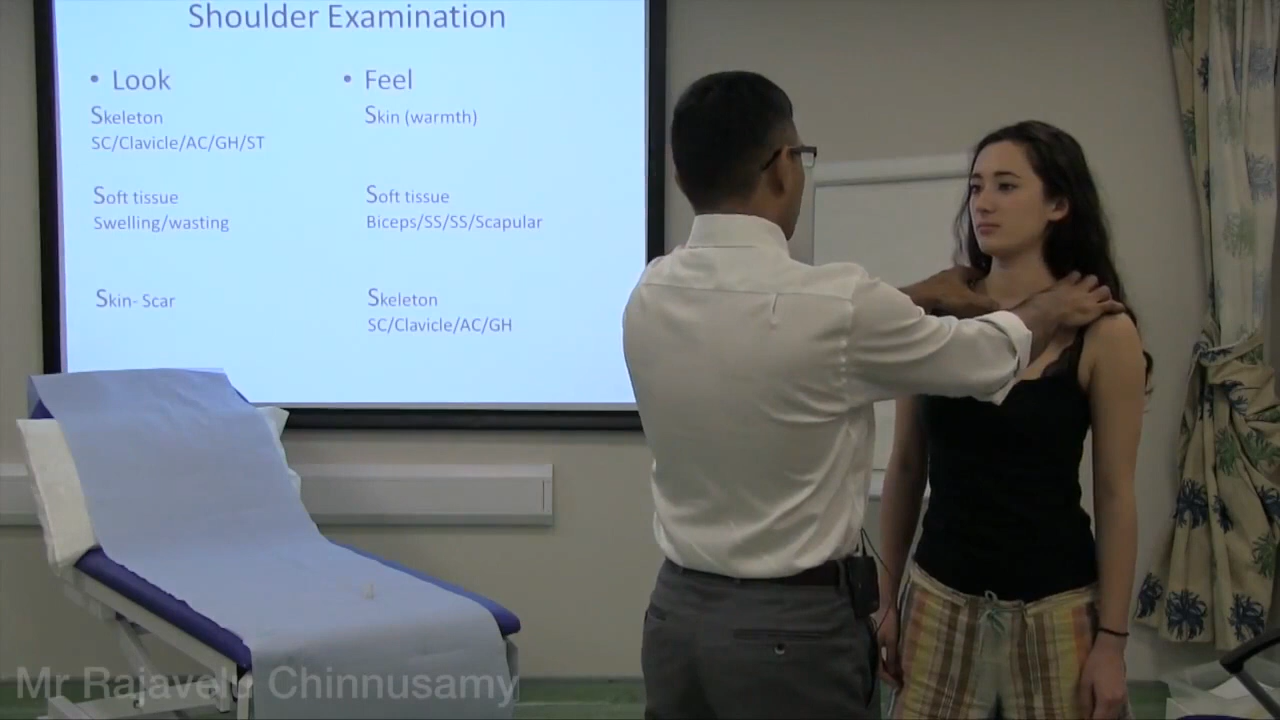 Shoulder Examination
• Look
Skeleton
SC/Clavicle/AC/GH/ST
Soft tissue
Swelling/wasting
Skin- Scar
• Feel
Skin (warmth)
Soft tissue
Biceps/SS/SS/Scapular
Skeleton
SC/Clavicle/AC/GH
Mr Rajavelu Chinnusamy